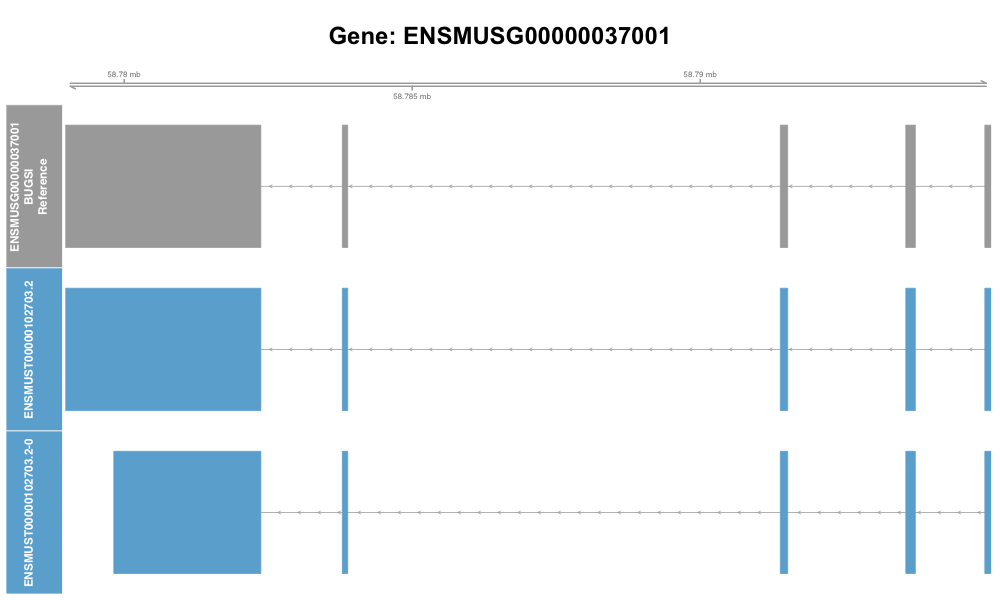 Gene: ENSMUSG00000037001
58.78 mb
58.79 mb
58.785 mb
ENSMUSG00000037001
BUGSI
Reference
ENSMUST00000102703.2
ENSMUST00000102703.2-0